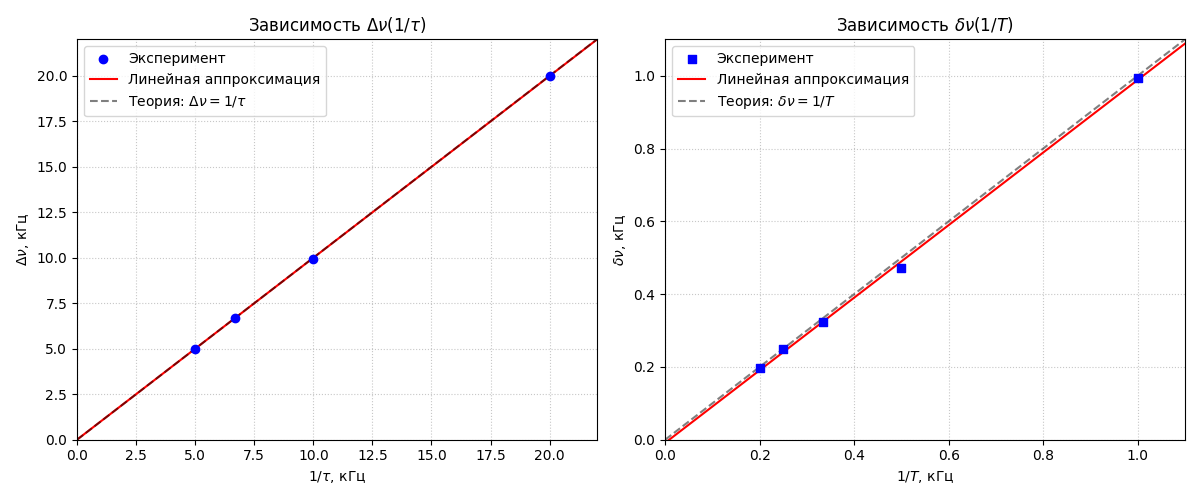 Зависимость Δν(1/τ)
Эксперимент
Линейная аппроксимация
Теория: Δν = 1/τ
Δν, кГц
20.0
17.5
15.0
12.5
10.0
7.5
5.0
2.5
0.0
0.0 2.5 5.0 7.5 10.0 12.5 15.0 17.5 20.0
1/τ, кГц
Зависимость δν(1/T)
Эксперимент
Линейная аппроксимация
Теория: δν = 1/T
δν, кГц
1.0
0.8
0.6
0.4
0.2
0.0
0.0 0.2 0.4 0.6 0.8 1.0
1/T, кГц